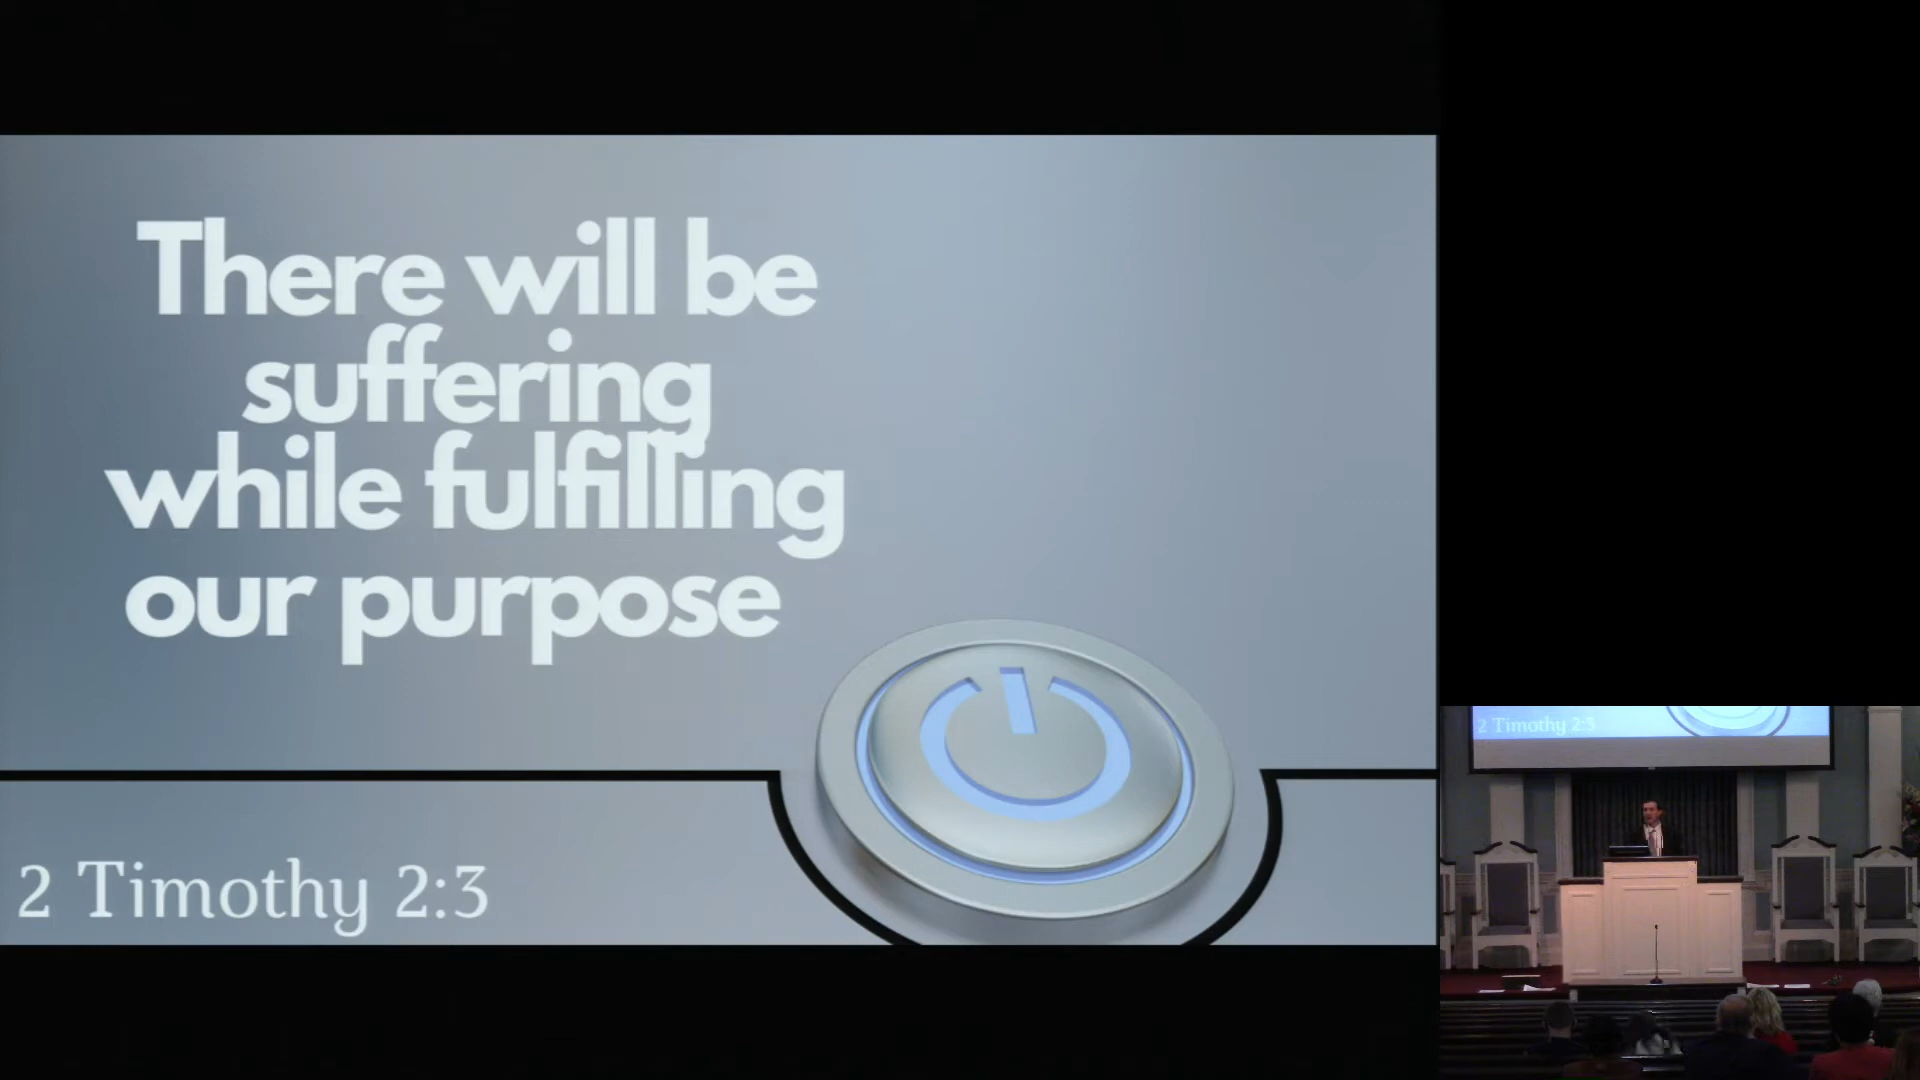 There will be
suffering
while fulfilling
our purpose
2 Timothy 2:3
2 Timothy 2:3